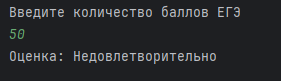 Введите количество баллов ЕГЭ
50
Оценка: Недовлетворительно